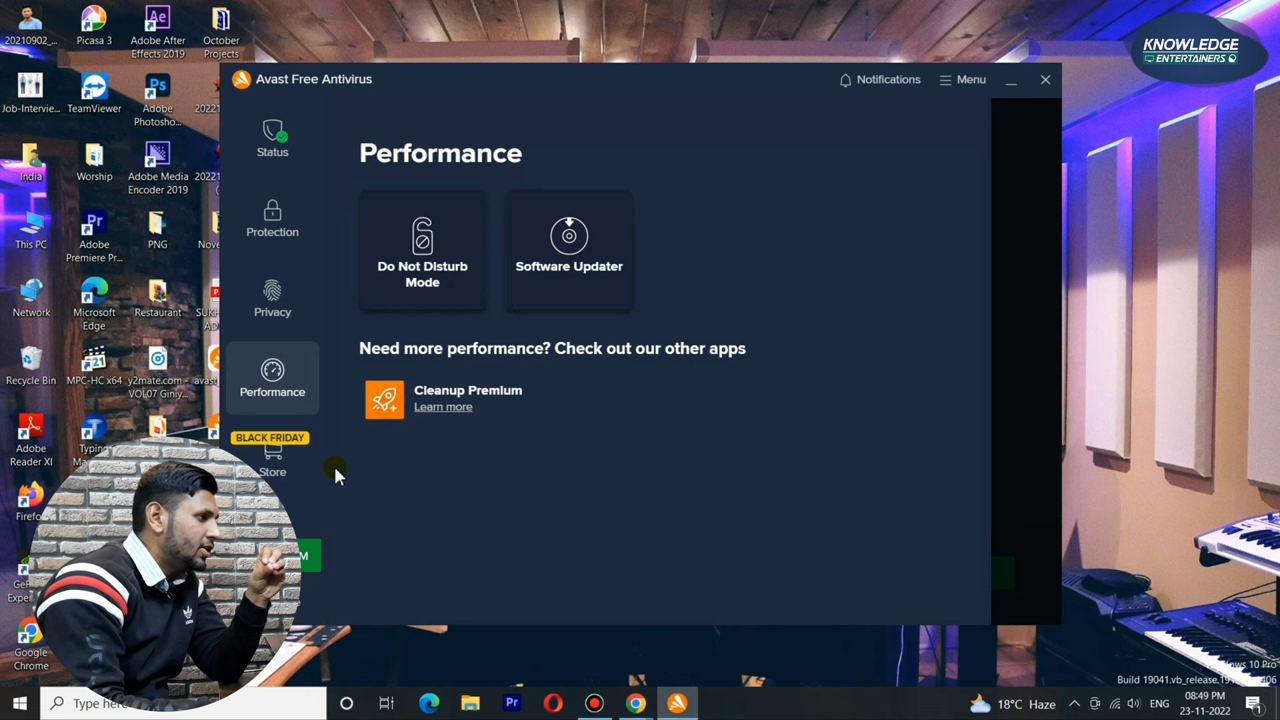 20210902_...
Picasa 3
Adobe After
Effects 2019
October
Projects
Job-Intervie...
TeamViewer
Adobe
Photosho...
India
Worship
Adobe Media
Encoder 2019
This PC
Adobe
Premiere Pr...
PNG
Network
Microsoft
Edge
Restaurant
Recycle Bin
MPC-HC x64
y2mate.com -
VOL07 Giniy...
Adobe
Reader XI
Google
Chrome
KNOWLEDGE
ENTERTAINERS
Avast Free Antivirus
Notifications
Menu
Status
Protection
Privacy
Performance
BLACK FRIDAY
Store
Performance
Do Not Disturb
Mode
Software Updater
Need more performance? Check out our other apps
Cleanup Premium
Learn more
Type here
18°C Haze
ENG
08:49 PM
23-11-2022